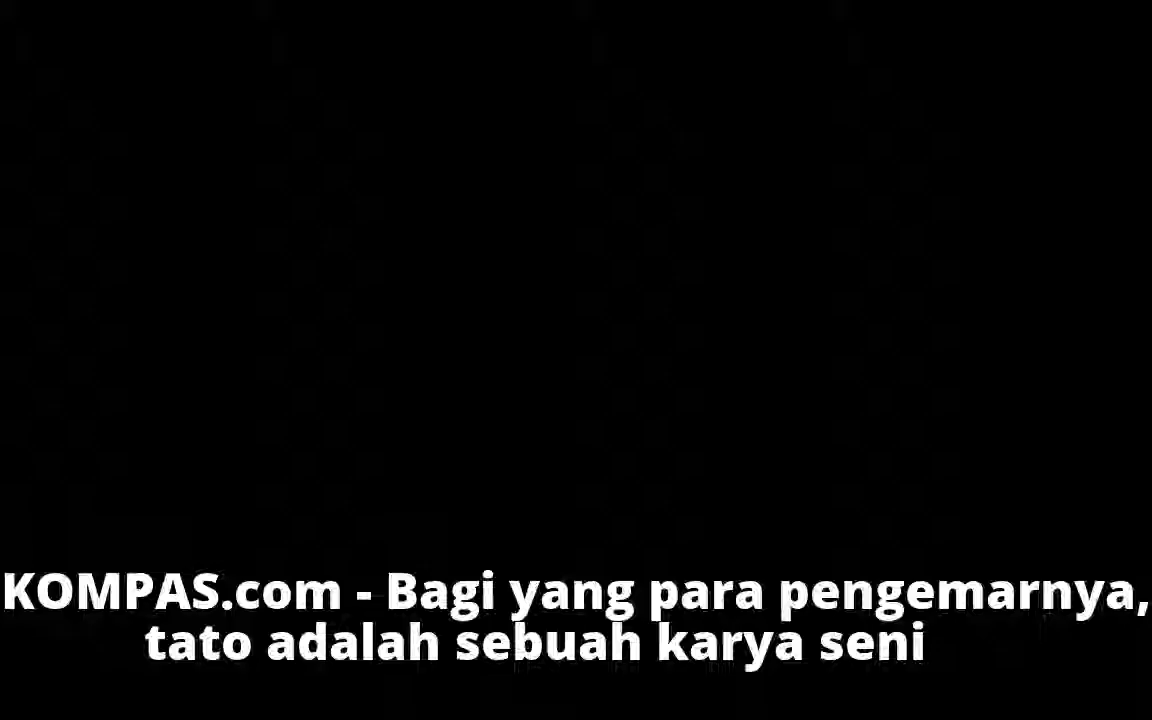 KOMPAS.com - Bagi yang para pengemarnya,
tato adalah sebuah karya seni